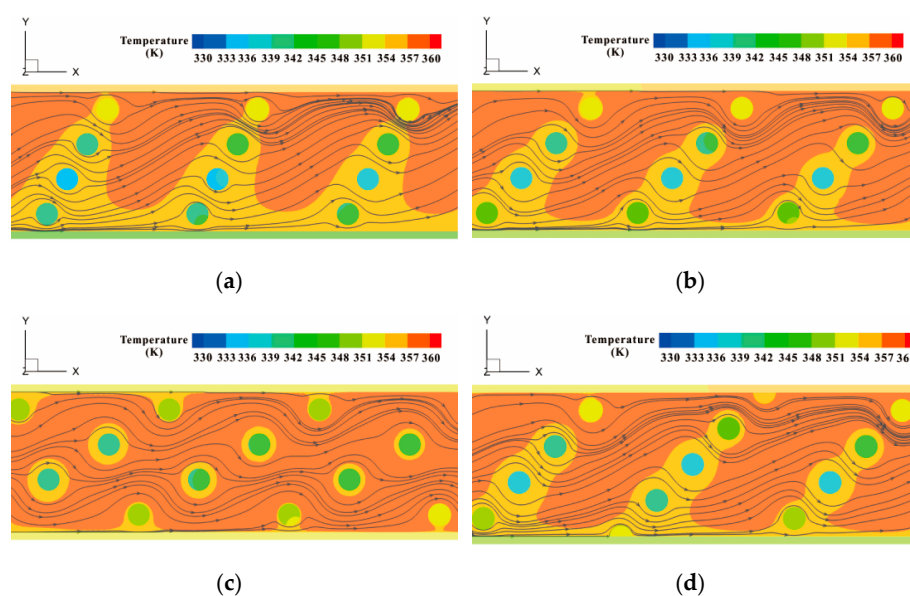 Y
Z X
Temperature
(K)
330 333 336 339 342 345 348 351 354 357 360
(a)
Y
Z X
Temperature
(K)
330 333 336 339 342 345 348 351 354 357 360
(b)
Y
Z X
Temperature
(K)
330 333 336 339 342 345 348 351 354 357 360
(c)
Y
Z X
Temperature
(K)
330 333 336 339 342 345 348 351 354 357 36
(d)